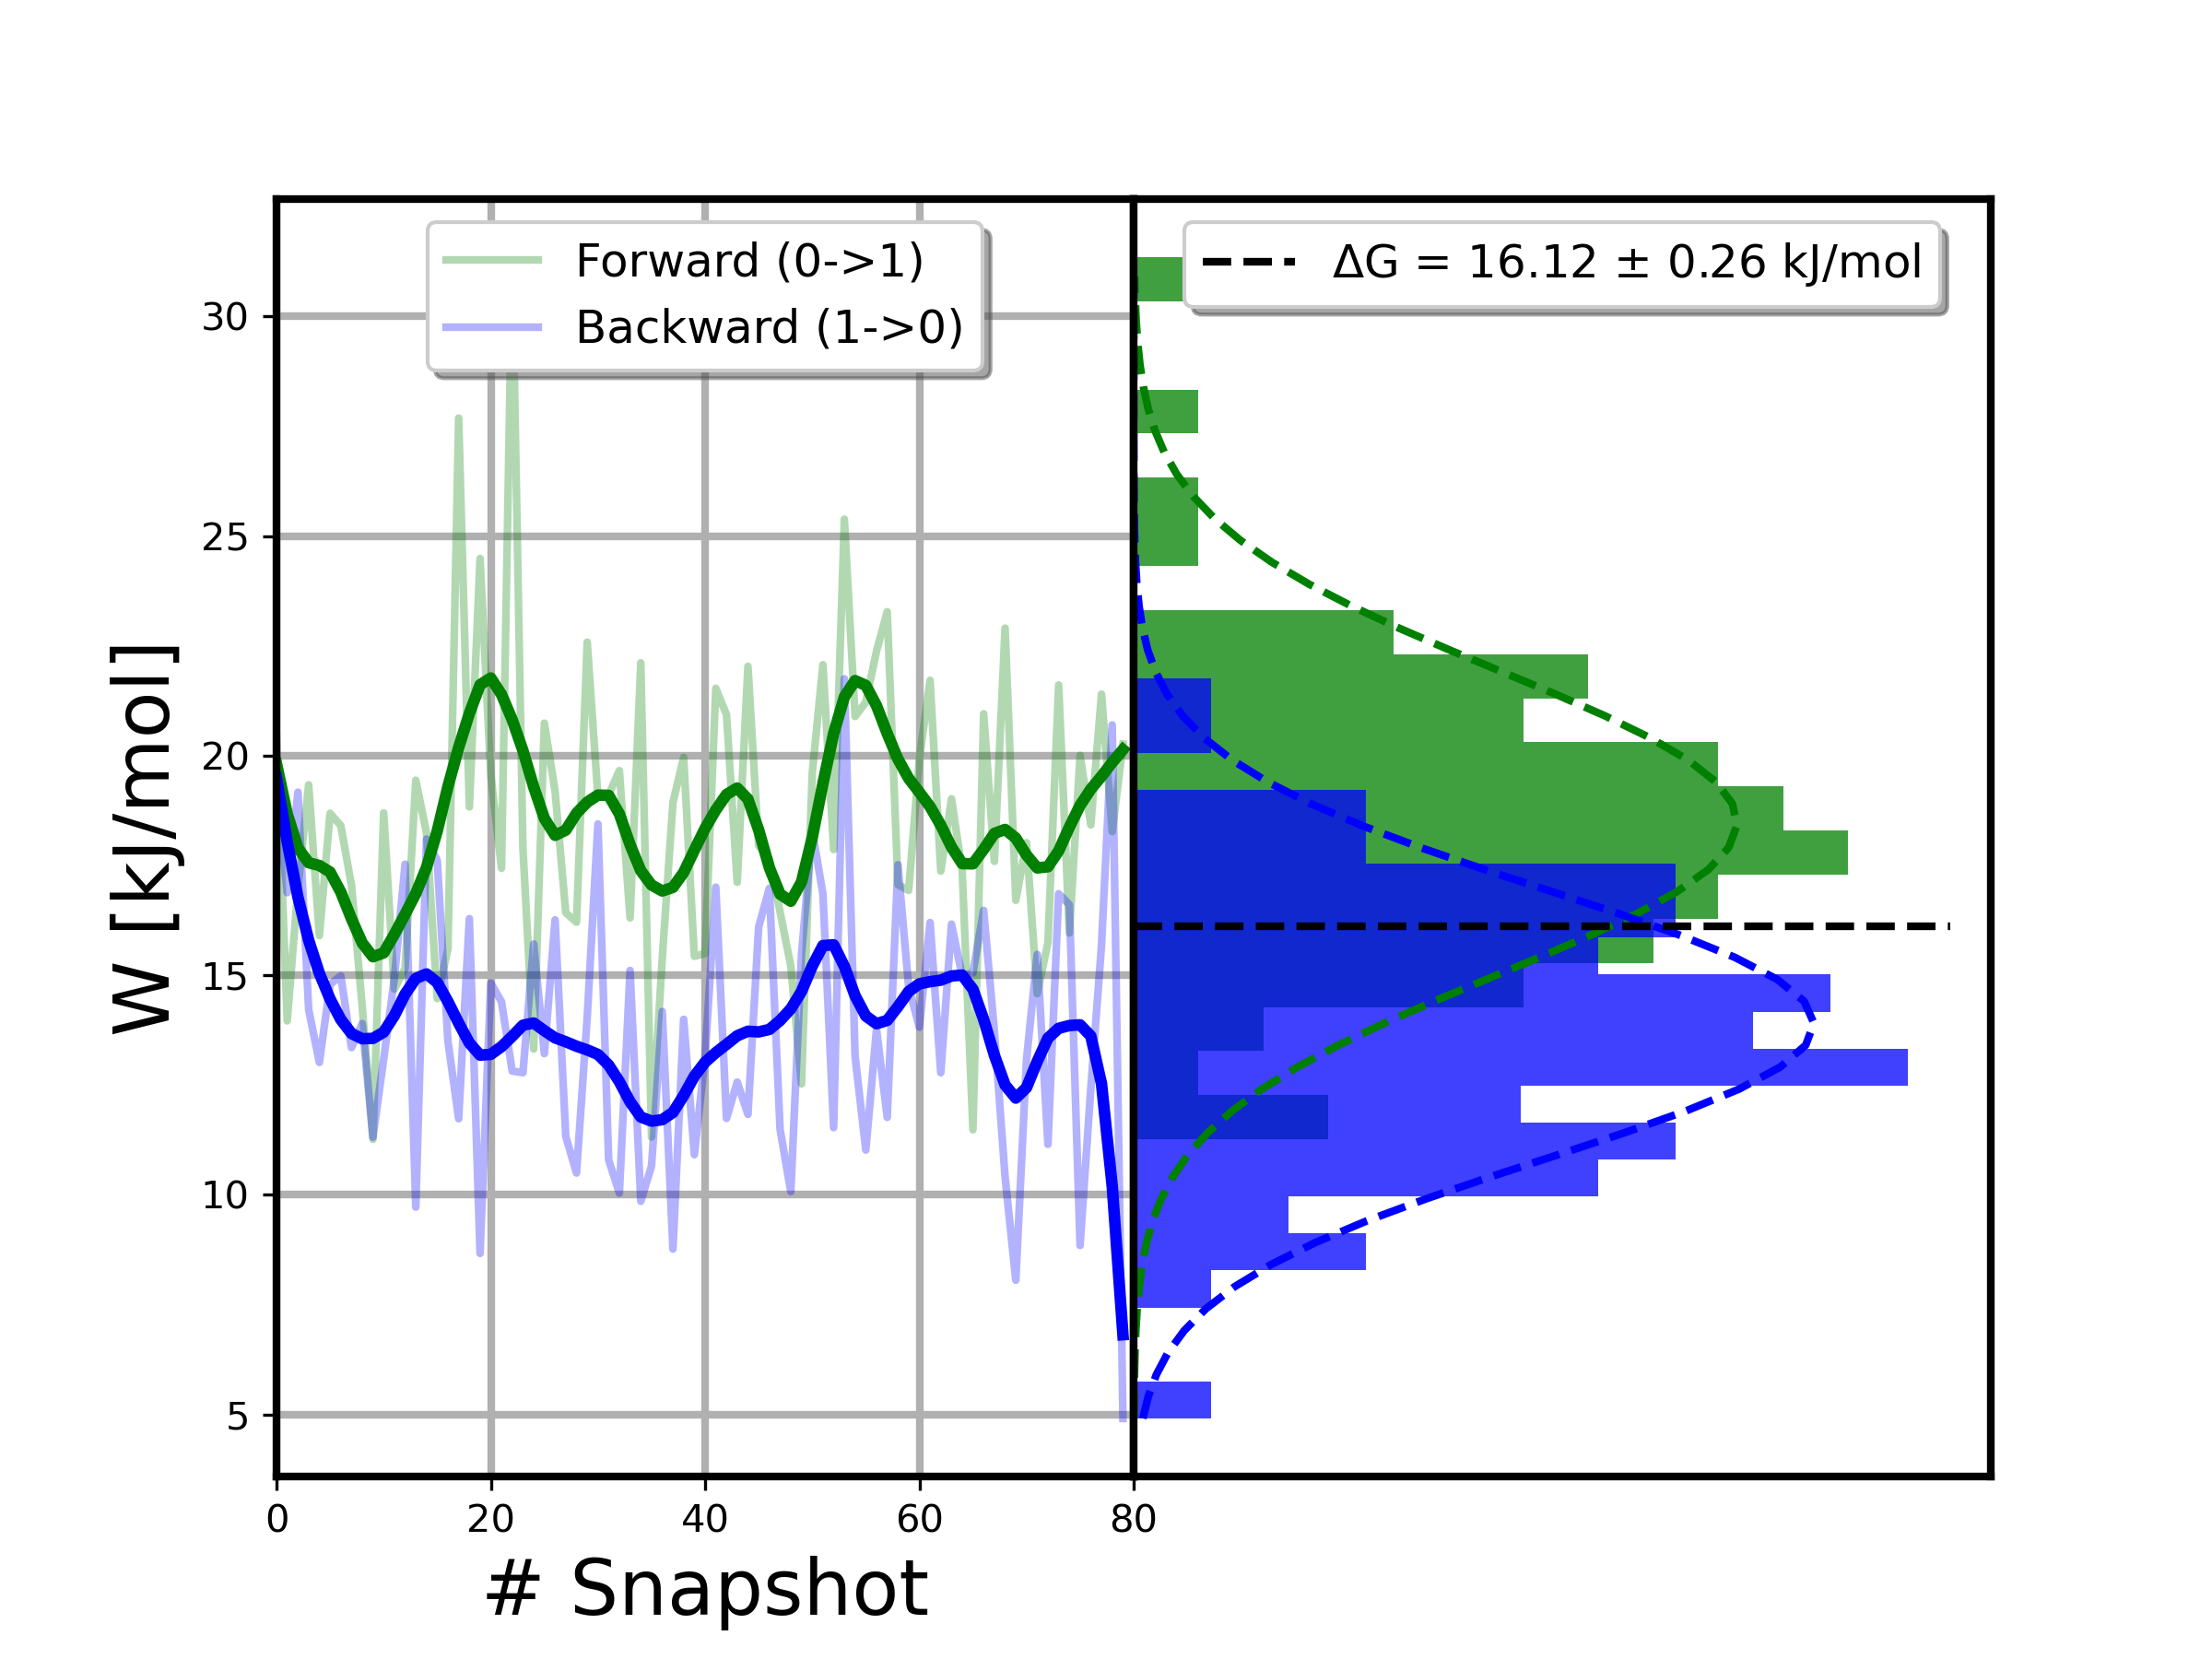 Forward (0->1)
Backward (1->0)
ΔG = 16.12 ± 0.26 kJ/mol
W [kJ/mol]
30
25
20
15
10
5
0
20
40
60
80
# Snapshot